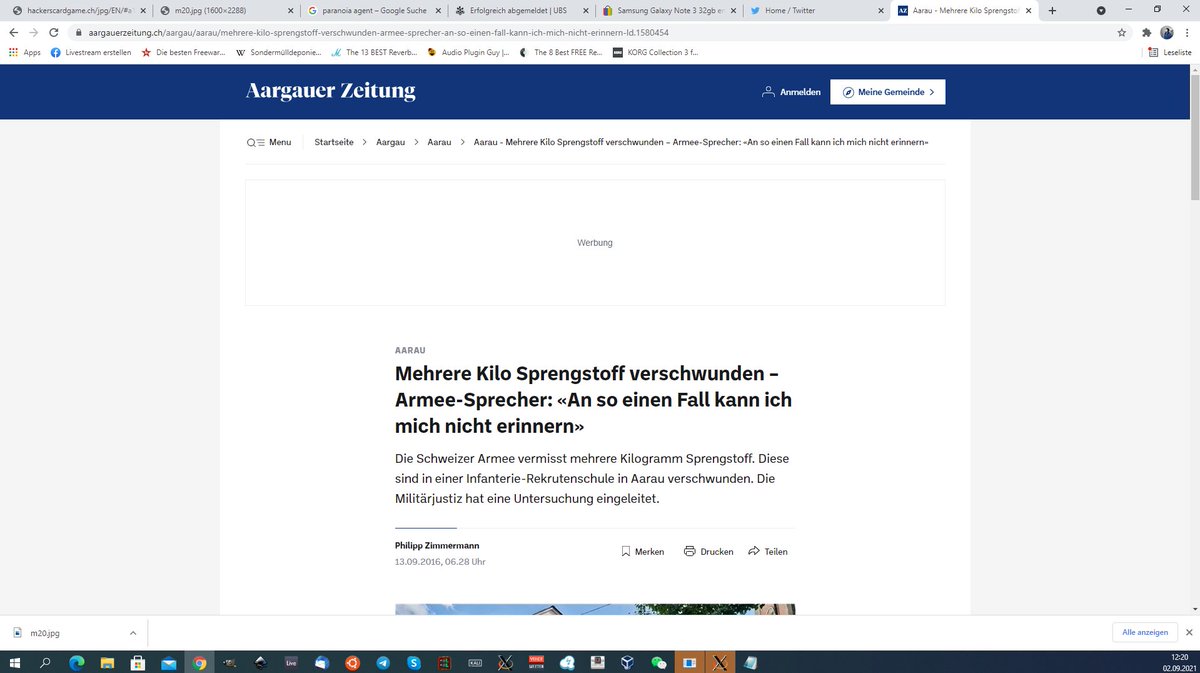 hackerscardgame.ch/jpg/EN/#a
m20.jpg (1600×2288)
paranoia agent – Google Suche
Erfolgreich abgemeldet | UBS
Samsung Galaxy Note 3 32gb
Home / Twitter
Aarau - Mehrere Kilo Sprengsto
aargauerzeitung.ch/aargau/aarau/mehrere-kilo-sprengstoff-verschwunden-armee-sprecher-an-so-einen-fall-kann-ich-mich-nicht-erinnern-ld.1580454
Apps
Livestream erstellen
Die besten Freewar...
Sondermülldeponie...
The 13 BEST Reverb...
Audio Plugin Guy |...
The 8 Best FREE Re...
KORG Collection 3 f...
Leseliste
Aargauer Zeitung
Anmelden
Meine Gemeinde
Menu
Startseite > Aargau > Aarau > Aarau - Mehrere Kilo Sprengstoff verschwunden – Armee-Sprecher: «An so einen Fall kann ich mich nicht erinnern»
Werbung
AARAU
Mehrere Kilo Sprengstoff verschwunden –
Armee-Sprecher: «An so einen Fall kann ich
mich nicht erinnern»
Die Schweizer Armee vermisst mehrere Kilogramm Sprengstoff. Diese
sind in einer Infanterie-Rekrutenschule in Aarau verschwunden. Die
Militärjustiz hat eine Untersuchung eingeleitet.
Philipp Zimmermann
13.09.2016, 06.28 Uhr
Merken
Drucken
Teilen
m20.jpg
Alle anzeigen
Live
KALI
12:20
02.09.2021